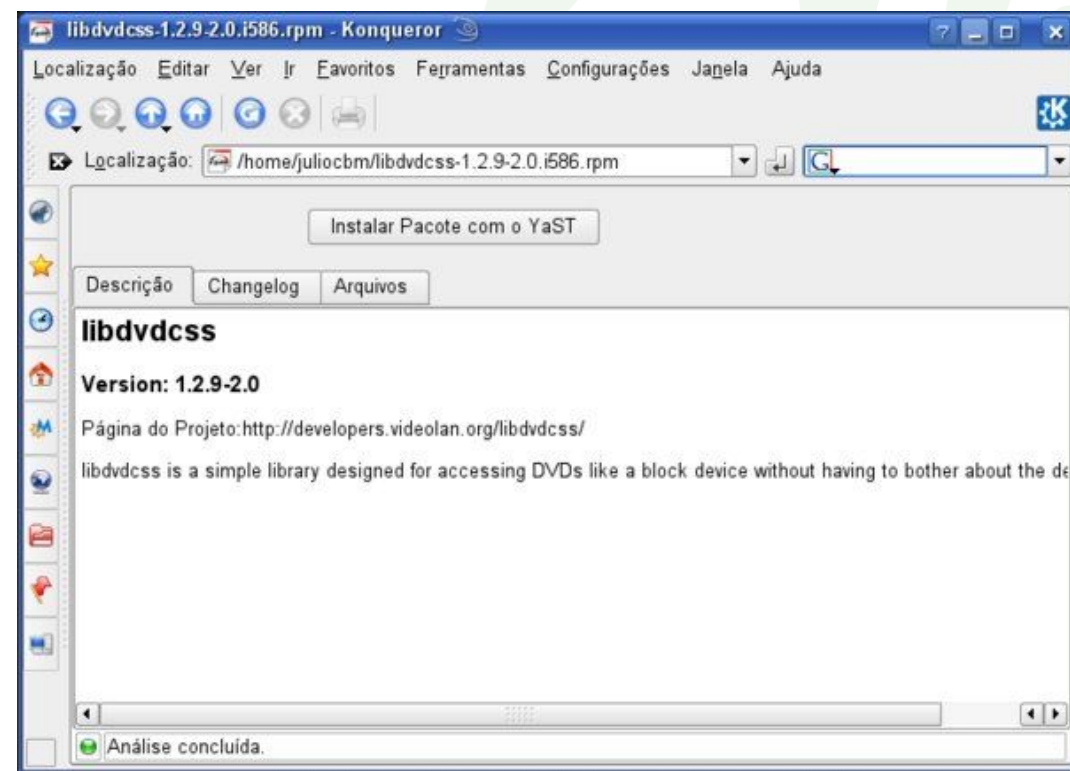 libdvdcss-1.2.9-2.0.i586.rpm - Konqueror
Localização Editar Ver Ir Favoritos Ferramentas Configurações Janela Ajuda
Localização: /home/juliocbm/libdvdcss-1.2.9-2.0.i586.rpm
Instalar Pacote com o YaST
Descrição Changelog Arquivos
libdvdcss
Version: 1.2.9-2.0
Página do Projeto:http://developers.videolan.org/libdvdcss/
libdvdcss is a simple library designed for accessing DVDs like a block device without having to bother about the
Análise concluída.